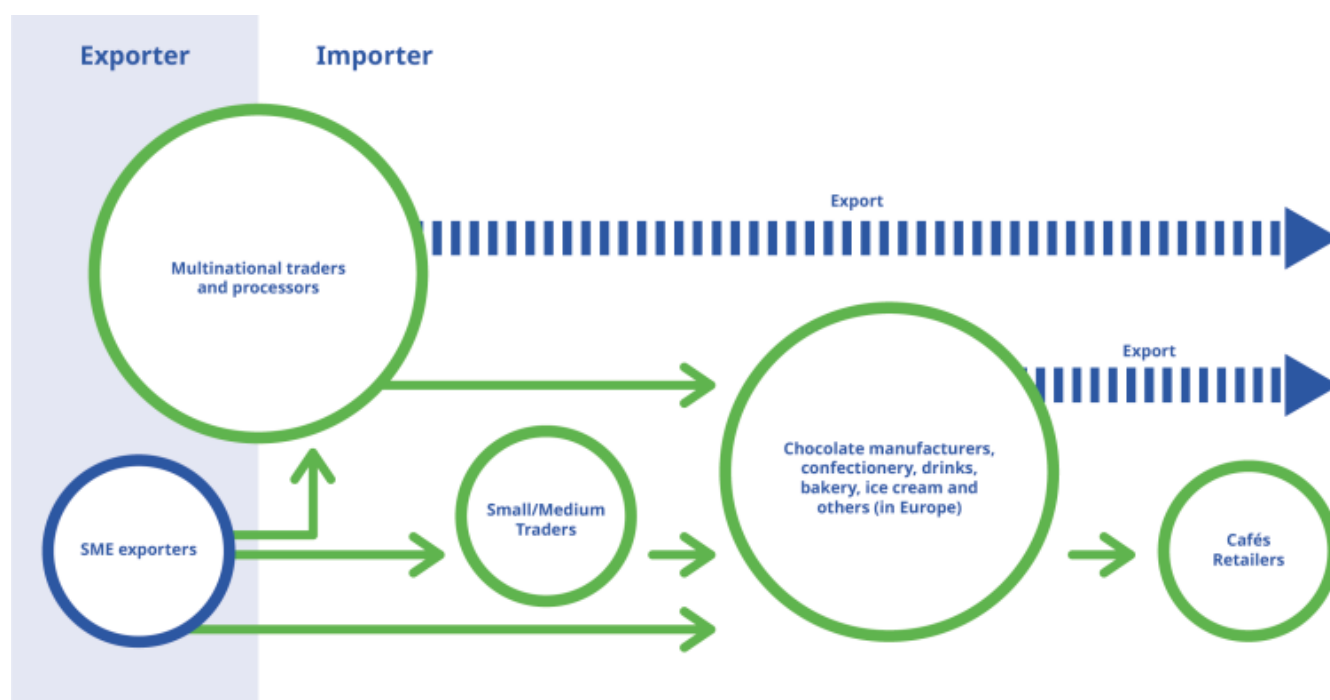 Exporter
Importer
Export
Multinational traders
and processors
Export
Chocolate manufacturers,
confectionery, drinks,
bakery, ice cream and
others (in Europe)
Small/Medium
Traders
SME exporters
Cafés
Retailers